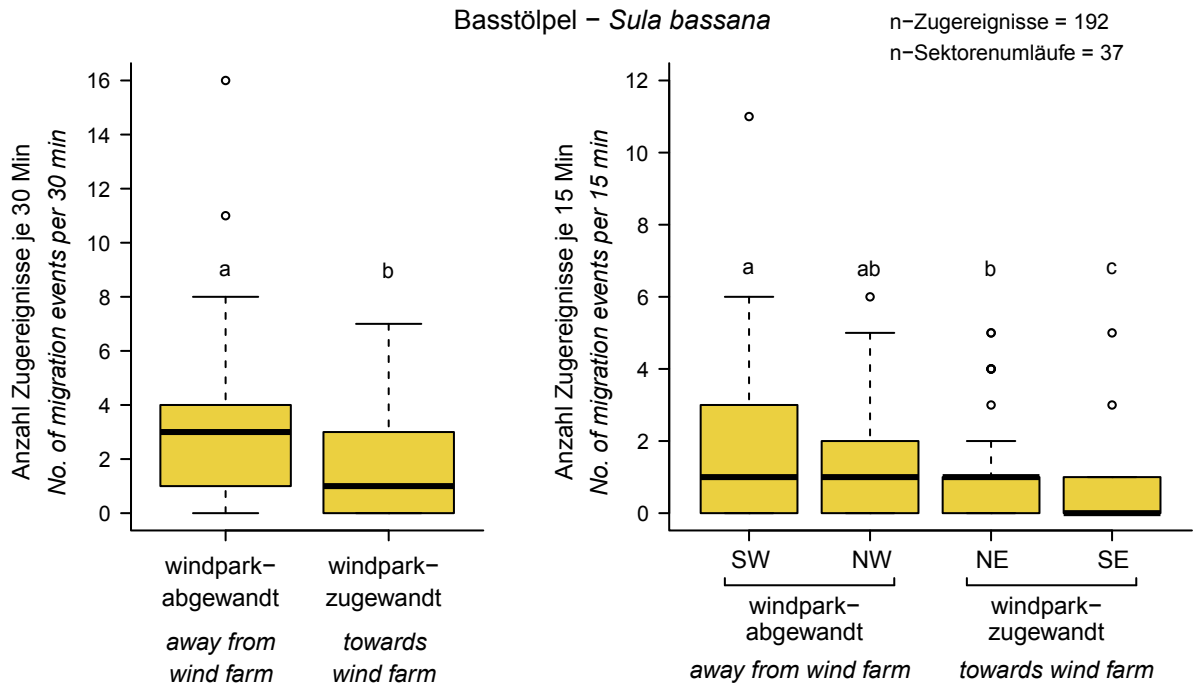 Basstölpel − Sula bassana
n−Zugereignisse = 192
n−Sektorenumläufe = 37
Anzahl Zugereignisse je 30 Min
No. of migration events per 30 min
16
14
12
10
8
6
4
2
0
a
b
windpark−
abgewandt
away from
wind farm
windpark−
zugewandt
towards
wind farm
Anzahl Zugereignisse je 15 Min
No. of migration events per 15 min
12
10
8
6
4
2
0
a
ab
b
c
SW
NW
NE
SE
windpark−
abgewandt
away from wind farm
windpark−
zugewandt
towards wind farm